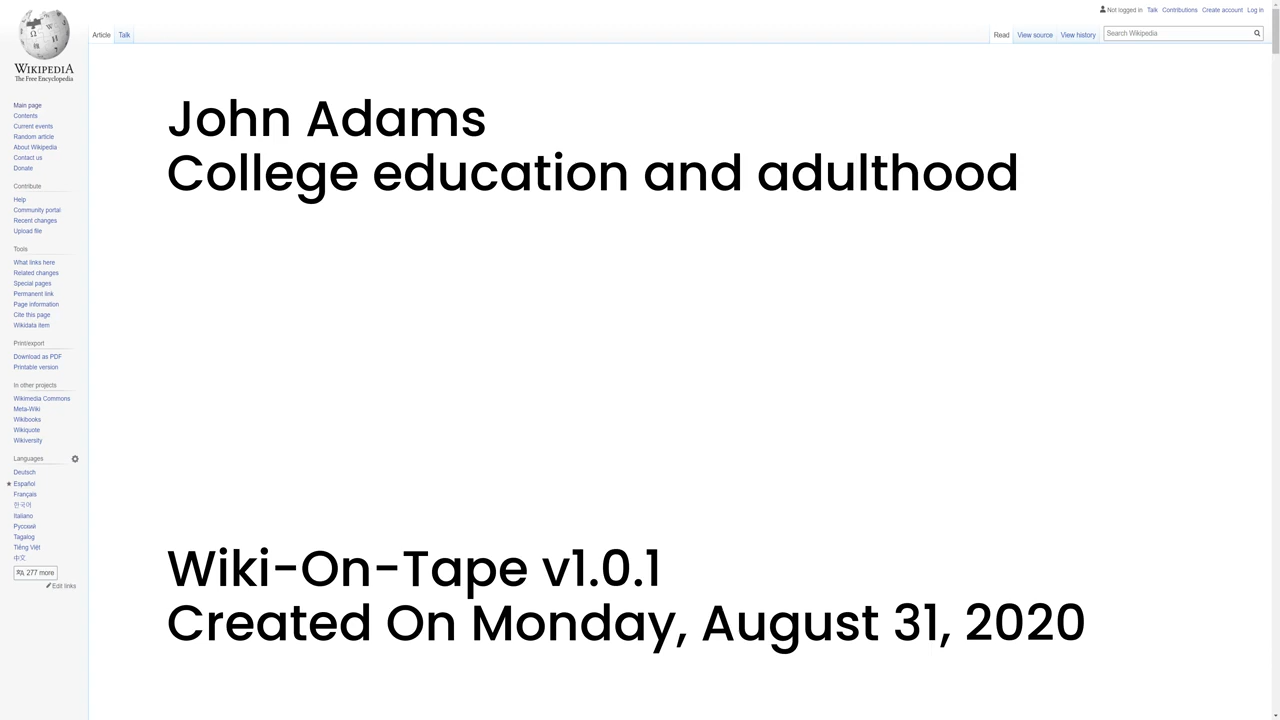 Not logged in Talk Contributions Create account Log in
Article Talk Read View source View history Search Wikipedia
WIKIPEDIA
The Free Encyclopedia
Main page
Contents
Current events
Random article
About Wikipedia
Contact us
Donate
Contribute
Help
Community portal
Recent changes
Upload file
Tools
What links here
Related changes
Special pages
Permanent link
Page information
Cite this page
Wikidata item
Print/export
Download as PDF
Printable version
In other projects
Wikimedia Commons
Meta-Wiki
Wikibooks
Wikiquote
Wikiversity
Languages
Deutsch
Español
Français
한국어
Italiano
Русский
Tagalog
Tiếng Việt
中文
277 more
Edit links
John Adams
College education and adulthood
Wiki-On-Tape v1.0.1
Created On Monday, August 31, 2020